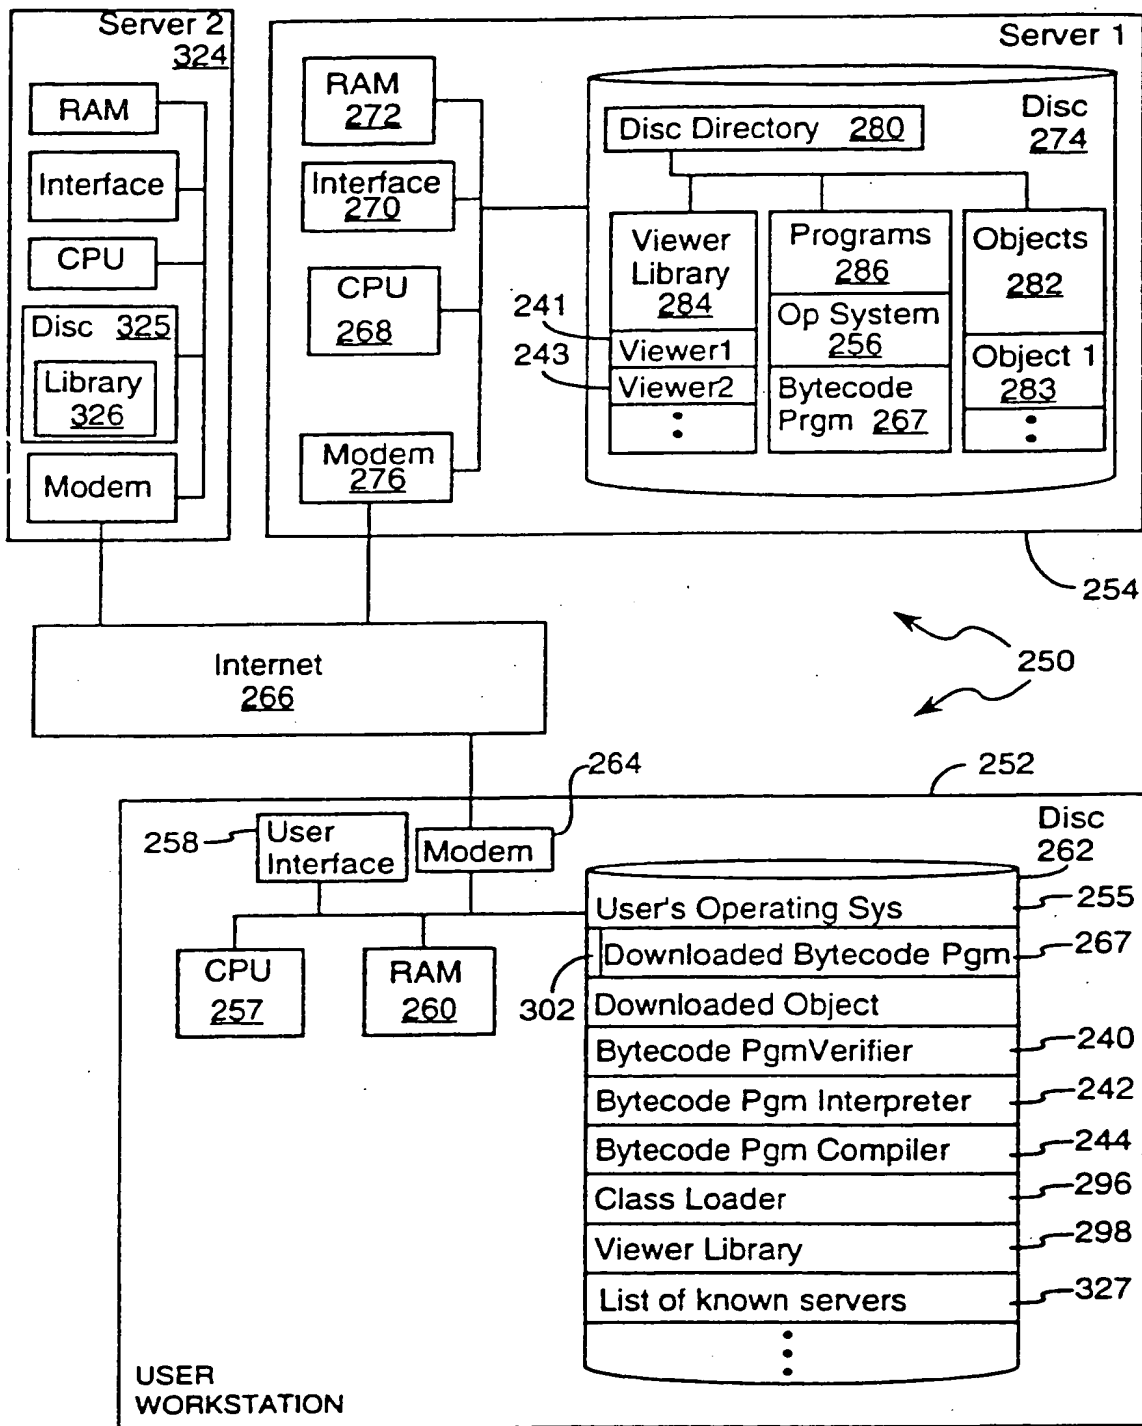 Server 2
324
RAM
Interface
CPU
Disc 325
Library
326
Modem
Server 1
RAM
272
Interface
270
CPU
268
Modem
276
Disc
274
Disc Directory 280
Viewer
Library
284
Viewer1
Viewer2
241
243
Programs
286
Op System
256
Bytecode
Prgm 267
Objects
282
Object 1
283
254
250
Internet
266
264
252
258
User
Interface
Modem
CPU
257
RAM
260
Disc
262
User's Operating Sys
255
302
Downloaded Bytecode Pgm
267
Downloaded Object
Bytecode PgmVerifier
240
Bytecode Pgm Interpreter
242
Bytecode Pgm Compiler
244
Class Loader
296
Viewer Library
298
List of known servers
327
USER
WORKSTATION